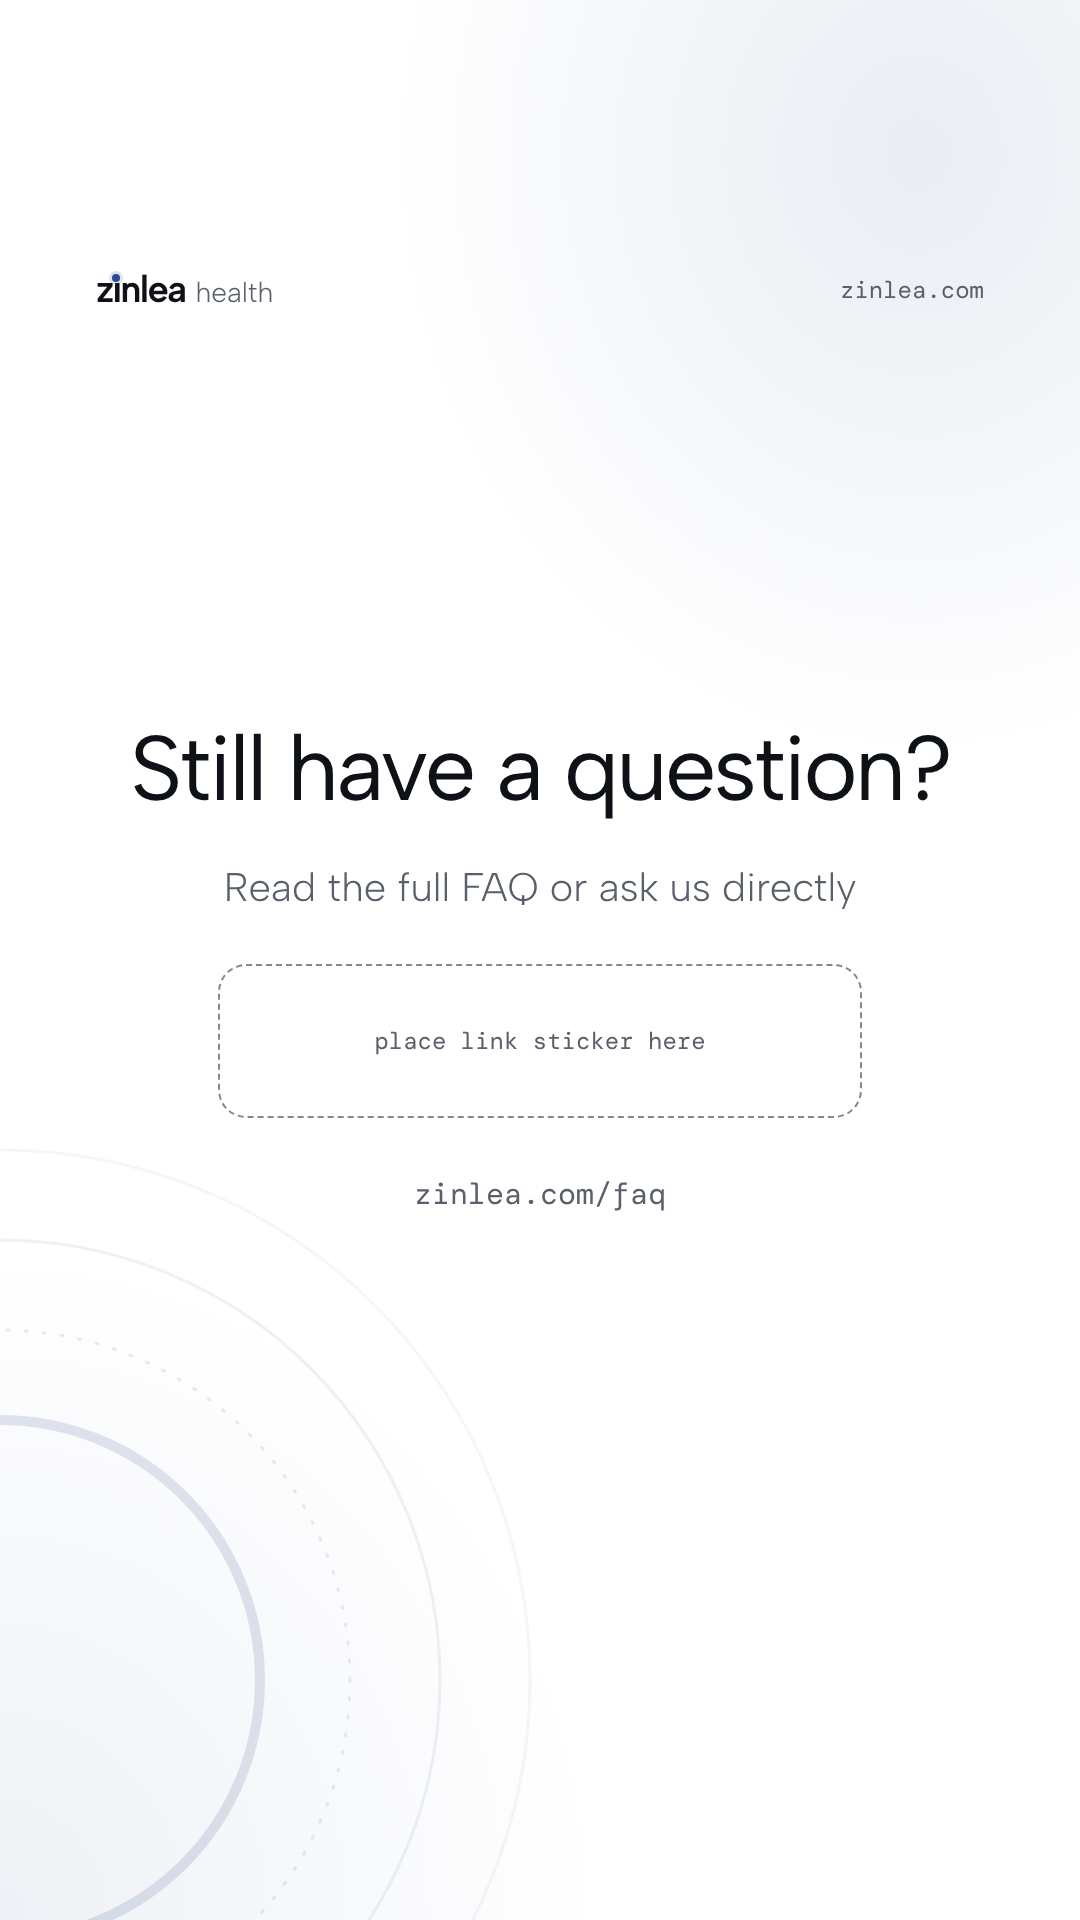 zinlea health
zinlea.com
Still have a question?
Read the full FAQ or ask us directly
place link sticker here
zinlea.com/faq